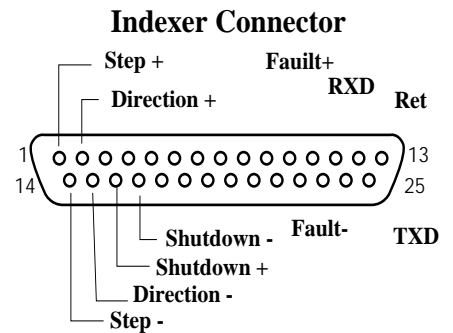 Indexer Connector
Step + Fauilt+
RXD
Direction + Ret
1 13
14 25
Shutdown - Fault- TXD
Shutdown +
Direction -
Step -